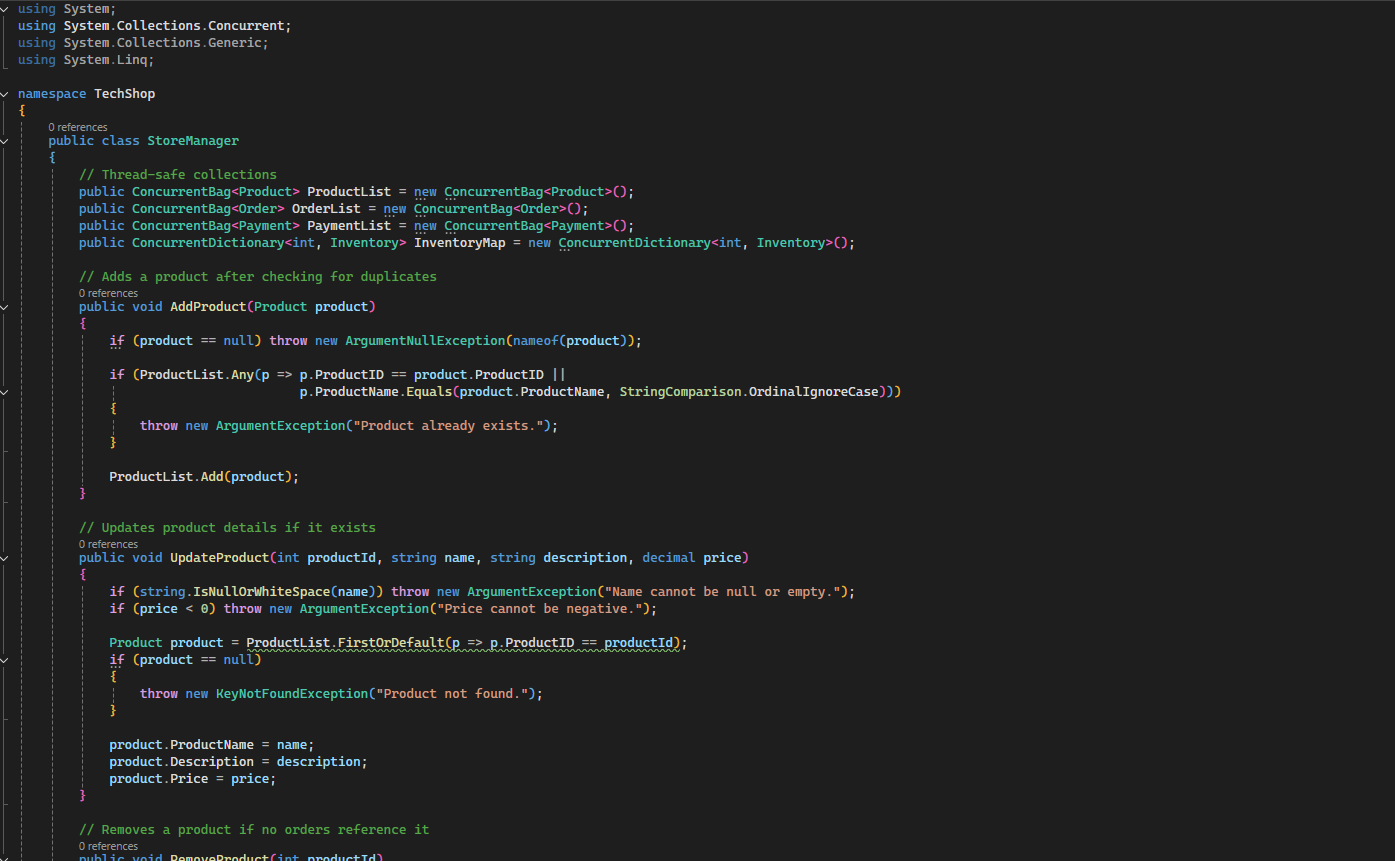 using System;
using System.Collections.Concurrent;
using System.Collections.Generic;
using System.Linq;
namespace TechShop
{
0 references
public class StoreManager
{
// Thread-safe collections
public ConcurrentBag<Product> ProductList = new ConcurrentBag<Product>();
public ConcurrentBag<Order> OrderList = new ConcurrentBag<Order>();
public ConcurrentBag<Payment> PaymentList = new ConcurrentBag<Payment>();
public ConcurrentDictionary<int, Inventory> InventoryMap = new ConcurrentDictionary<int, Inventory>();
// Adds a product after checking for duplicates
0 references
public void AddProduct(Product product)
{
if (product == null) throw new ArgumentNullException(nameof(product));
if (ProductList.Any(p => p.ProductID == product.ProductID ||
p.ProductName.Equals(product.ProductName, StringComparison.OrdinalIgnoreCase)))
{
throw new ArgumentException("Product already exists.");
}
ProductList.Add(product);
}
// Updates product details if it exists
0 references
public void UpdateProduct(int productId, string name, string description, decimal price)
{
if (string.IsNullOrWhiteSpace(name)) throw new ArgumentException("Name cannot be null or empty.");
if (price < 0) throw new ArgumentException("Price cannot be negative.");
Product product = ProductList.FirstOrDefault(p => p.ProductID == productId);
if (product == null)
{
throw new KeyNotFoundException("Product not found.");
}
product.ProductName = name;
product.Description = description;
product.Price = price;
}
// Removes a product if no orders reference it
0 references
public void RemoveProduct(int productId)